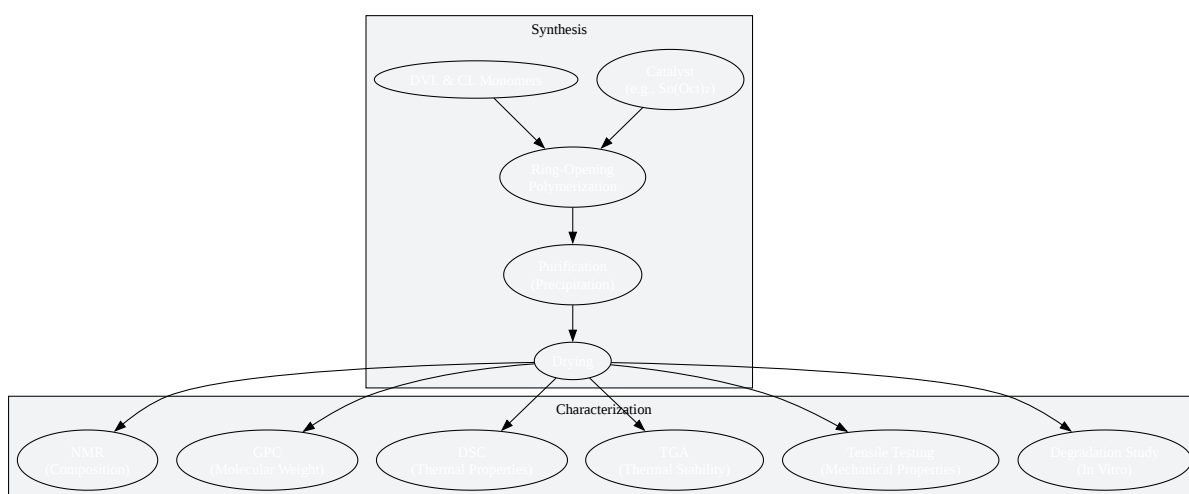 Synthesis
DVL & CL Monomers
Catalyst
(e.g., Sn(Oct)₂)
Ring-Opening
Polymerization
Purification
(Precipitation)
Drying
Characterization
NMR
(Composition)
GPC
(Molecular Weight)
DSC
(Thermal Properties)
TGA
(Thermal Stability)
Tensile Testing
(Mechanical Properties)
Degradation Study
(In Vitro)